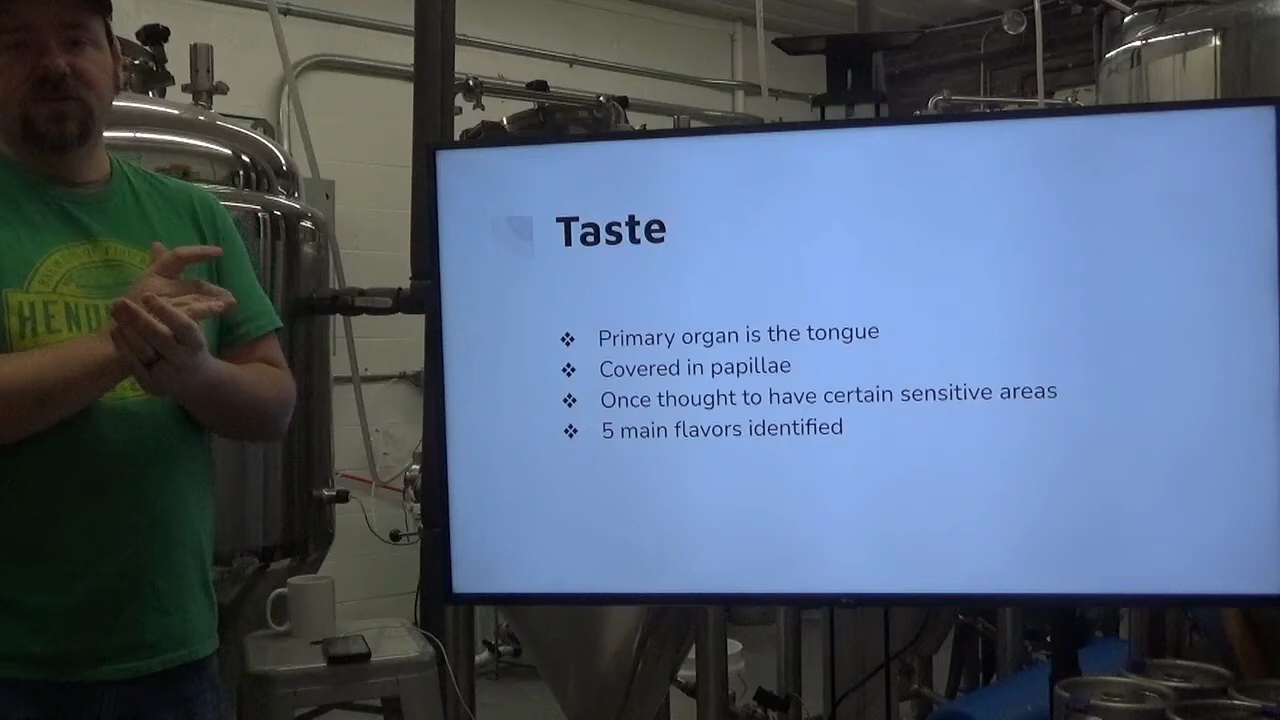 Taste
Primary organ is the tongue
Covered in papillae
Once thought to have certain sensitive areas
5 main flavors identified